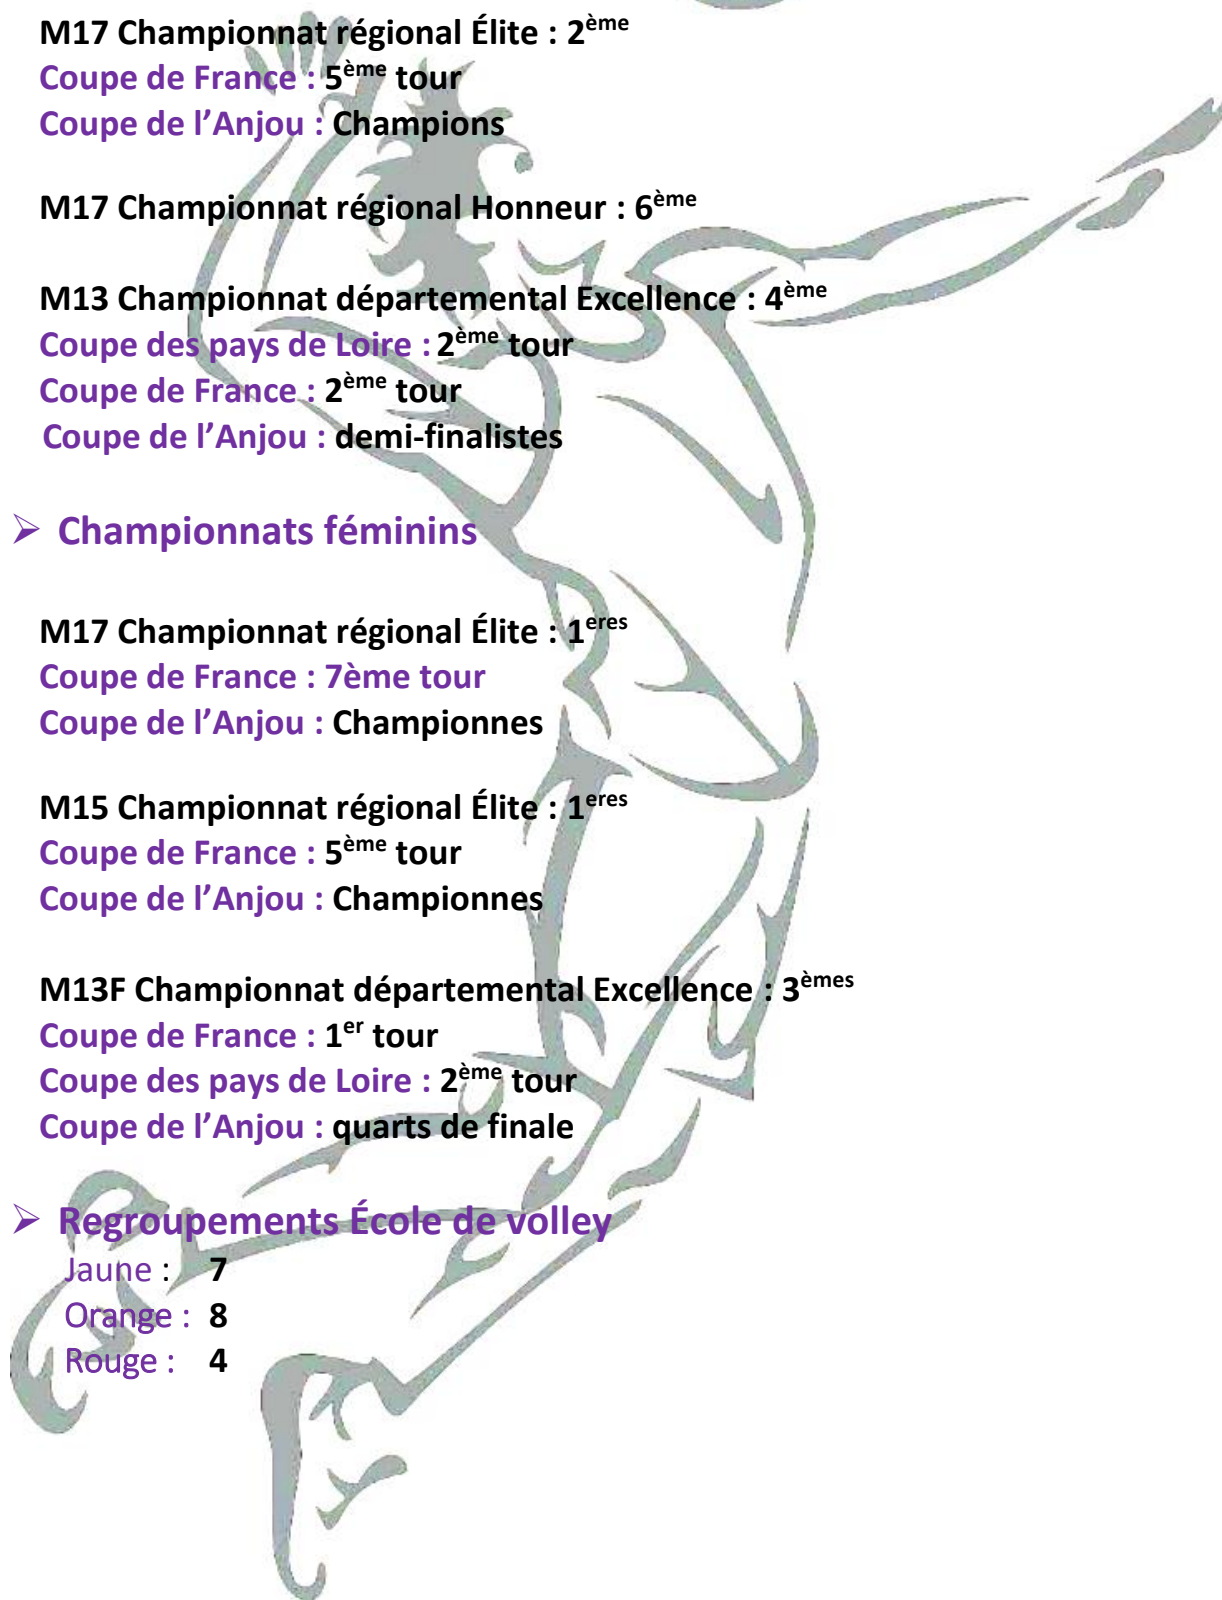 M17 Championnat régional Élite : 2ème
Coupe de France : 5ème tour
Coupe de l’Anjou : Champions
M17 Championnat régional Honneur : 6ème
M13 Championnat départemental Excellence : 4ème
Coupe des pays de Loire : 2ème tour
Coupe de France : 2ème tour
Coupe de l’Anjou : demi-finalistes
➢ Championnats féminins
M17 Championnat régional Élite : 1eres
Coupe de France : 7ème tour
Coupe de l’Anjou : Championnes
M15 Championnat régional Élite : 1eres
Coupe de France : 5ème tour
Coupe de l’Anjou : Championnes
M13F Championnat départemental Excellence : 3èmes
Coupe de France : 1er tour
Coupe des pays de Loire : 2ème tour
Coupe de l’Anjou : quarts de finale
➢ Regroupements École de volley
Jaune : 7
Orange : 8
Rouge : 4